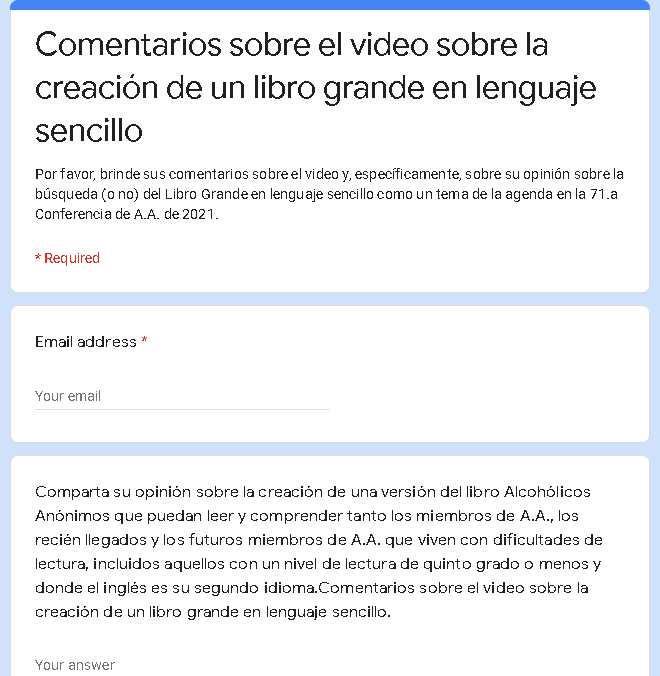 Comentarios sobre el video sobre la
creación de un libro grande en lenguaje
sencillo
Por favor, brinde sus comentarios sobre el video y, específicamente, sobre su opinión sobre la
búsqueda (o no) del Libro Grande en lenguaje sencillo como un tema de la agenda en la 71.a
Conferencia de A.A. de 2021.
* Required
Email address *
Your email
Comparta su opinión sobre la creación de una versión del libro Alcohólicos
Anónimos que puedan leer y comprender tanto los miembros de A.A., los
recién llegados y los futuros miembros de A.A. que viven con dificultades de
lectura, incluidos aquellos con un nivel de lectura de quinto grado o menos y
donde el inglés es su segundo idioma.Comentarios sobre el video sobre la
creación de un libro grande en lenguaje sencillo.
Your answer